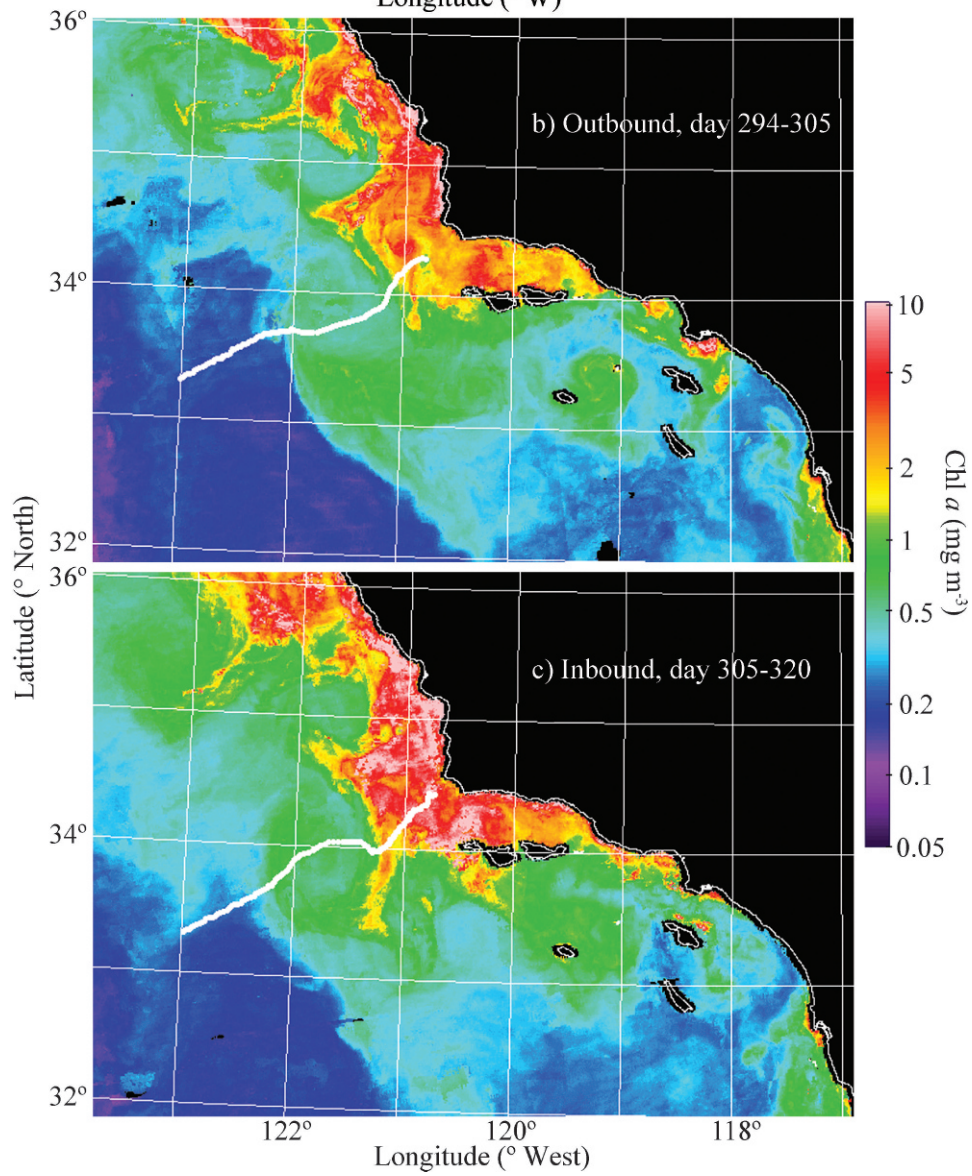 Longitude (° W)
36°
b) Outbound, day 294-305
34°
32°
36°
c) Inbound, day 305-320
34°
32°
122° 120° 118°
Longitude (° West)
Latitude (° North)
10
5
2
1
0.5
0.2
0.1
0.05
Chl a (mg m-3)